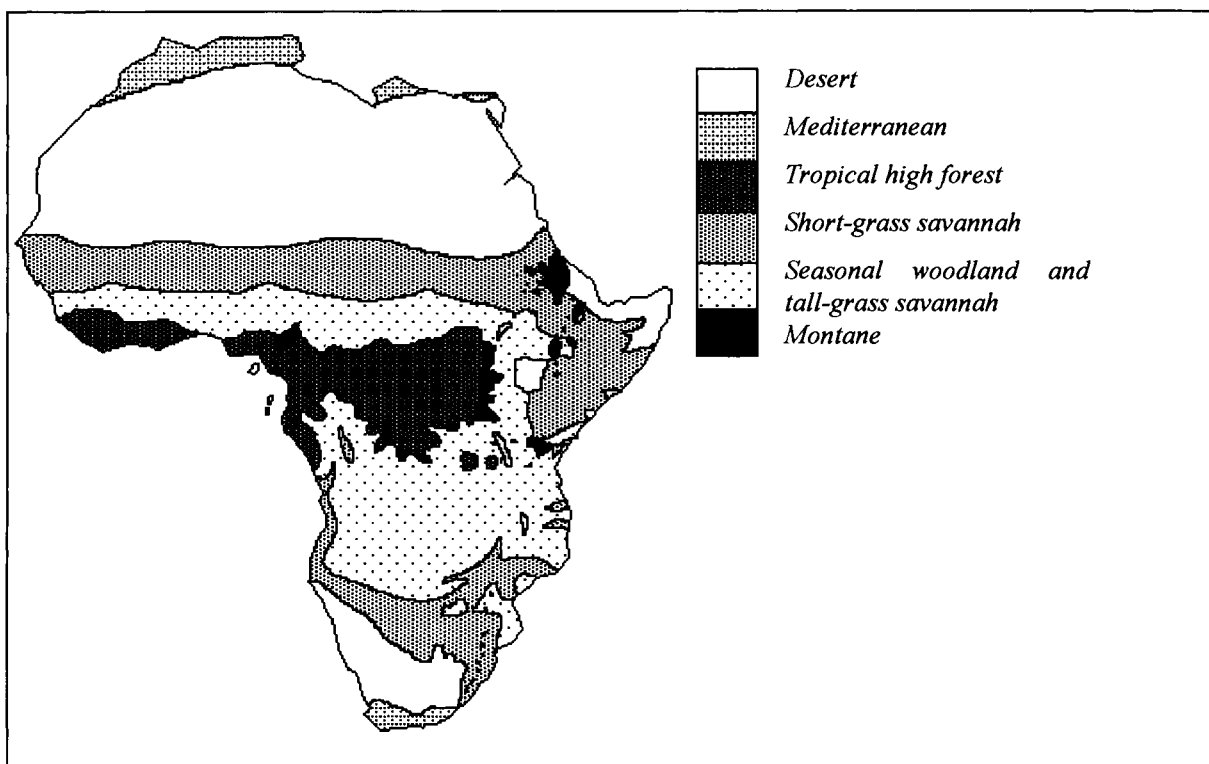 Desert
Mediterranean
Tropical high forest
Short-grass savannah
Seasonal woodland and
tall-grass savannah
Montane